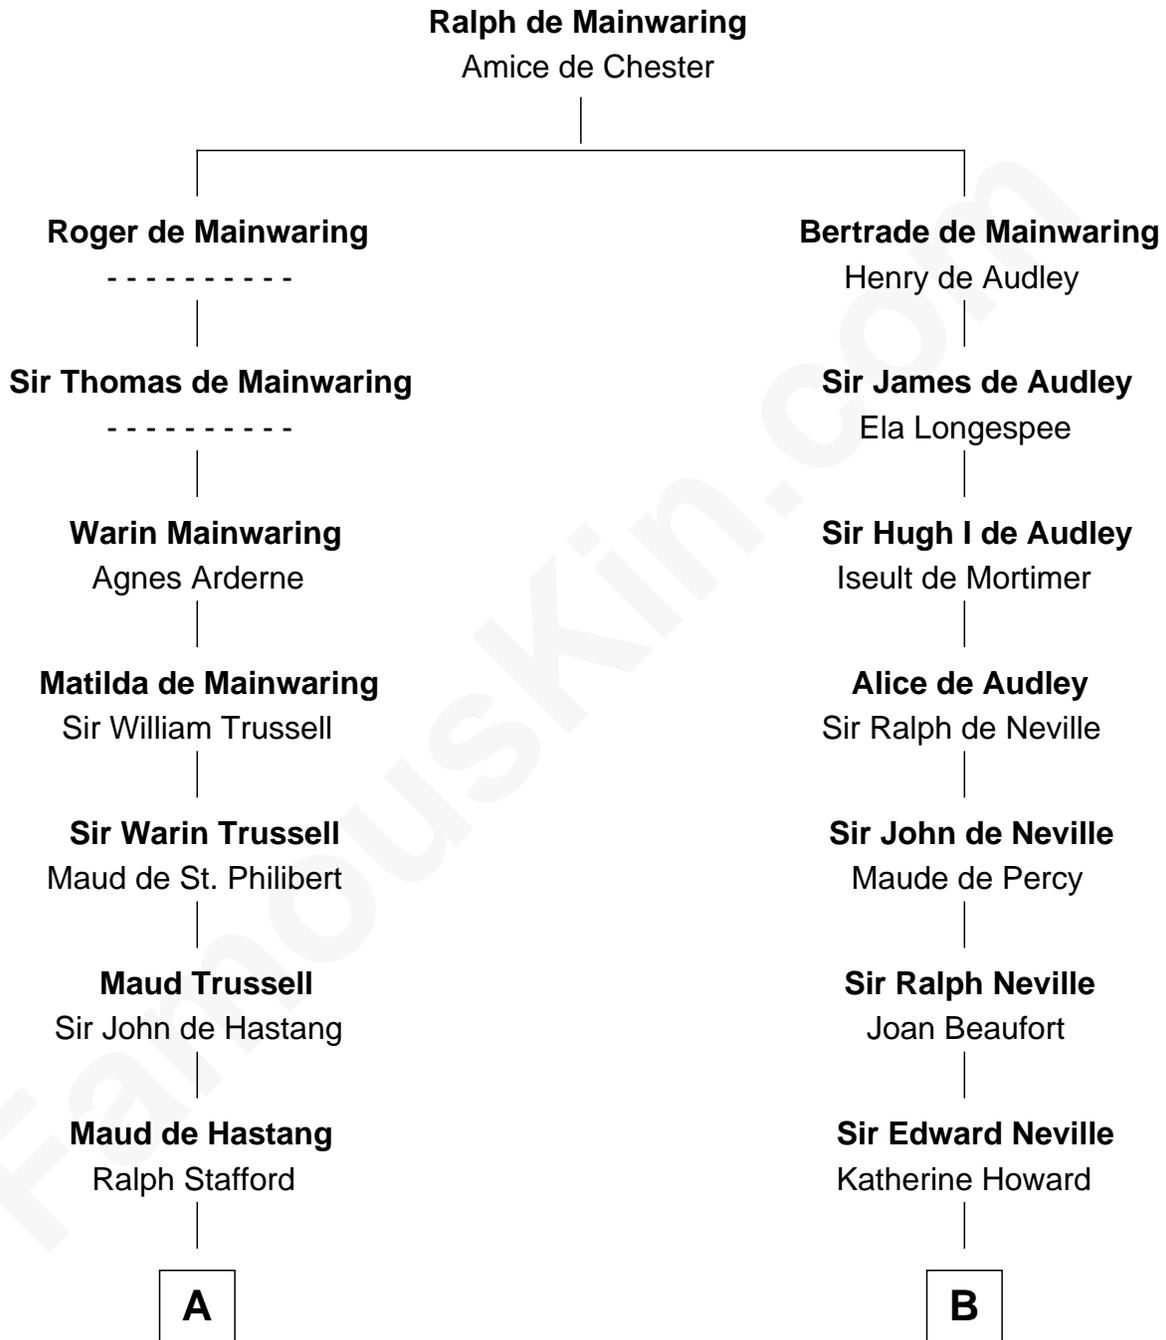 Ralph de Mainwaring
Amice de Chester
Roger de Mainwaring
- - - - - - - - - -
Sir Thomas de Mainwaring
- - - - - - - - - -
Warin Mainwaring
Agnes Arderne
Matilda de Mainwaring
Sir William Trussell
Sir Warin Trussell
Maud de St. Philibert
Maud Trussell
Sir John de Hastang
Maud de Hastang
Ralph Stafford
A
Bertrade de Mainwaring
Henry de Audley
Sir James de Audley
Ela Longespee
Sir Hugh I de Audley
Iseult de Mortimer
Alice de Audley
Sir Ralph de Neville
Sir John de Neville
Maude de Percy
Sir Ralph Neville
Joan Beaufort
Sir Edward Neville
Katherine Howard
B
FamousKin.com